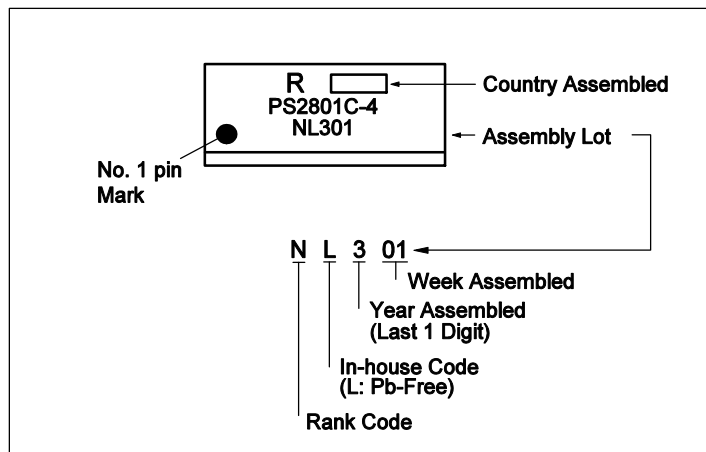 R
Country Assembled
PS2801C-4
NL301
Assembly Lot
No. 1 pin
Mark
N L 3 01
Week Assembled
Year Assembled
(Last 1 Digit)
In-house Code
(L: Pb-Free)
Rank Code